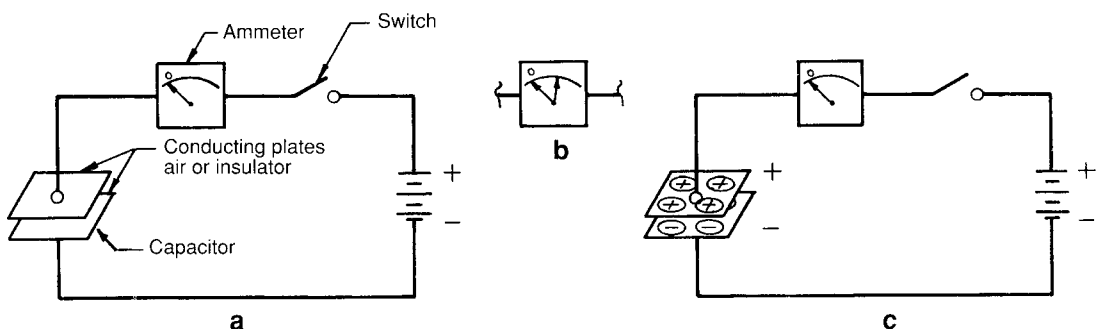 Ammeter
Switch
Conducting plates
air or insulator
Capacitor
+
−
a
b
+
−
+
−
c